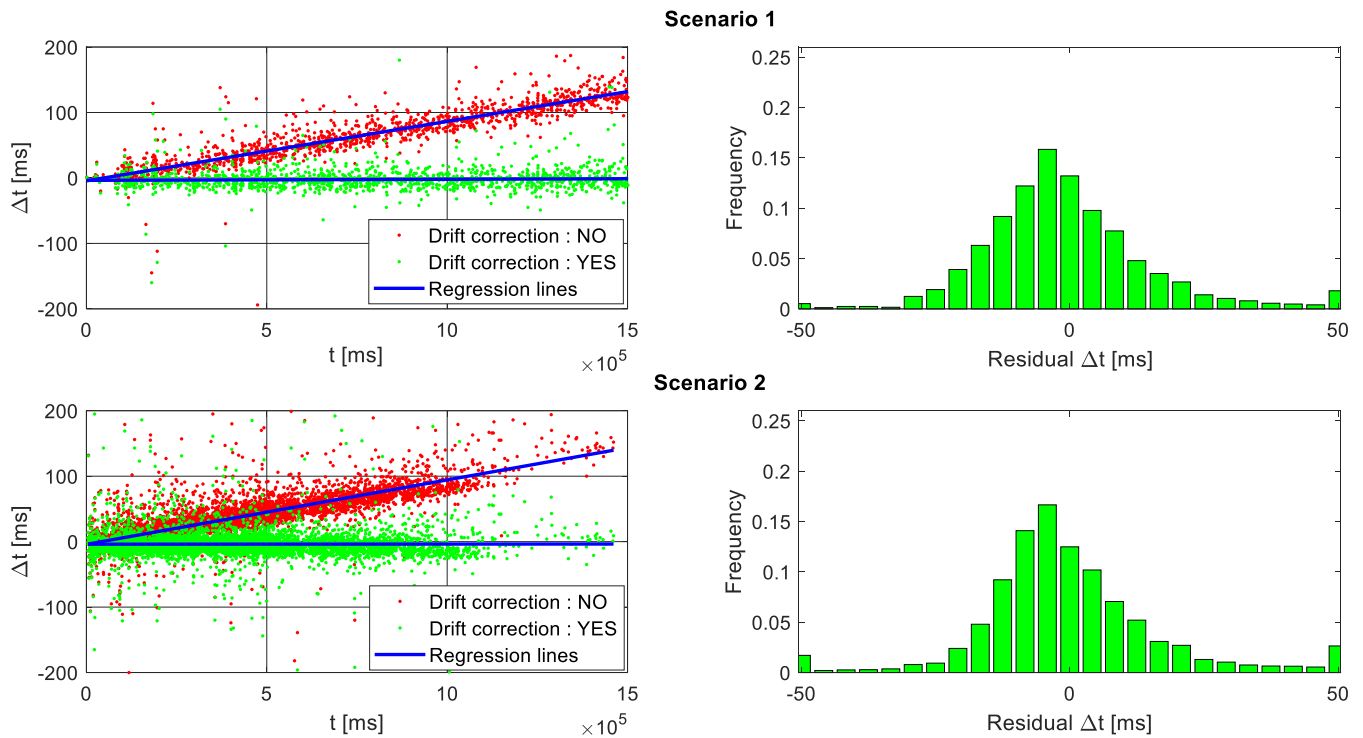 Scenario 1
200
100
0
-100
-200
Δt [ms]
0
5
10
15
t [ms]
×10^5
Drift correction : NO
Drift correction : YES
Regression lines
0.25
0.2
0.15
0.1
0.05
0
Frequency
-50
0
50
Residual Δt [ms]
Scenario 2
200
100
0
-100
-200
Δt [ms]
0
5
10
15
t [ms]
×10^5
Drift correction : NO
Drift correction : YES
Regression lines
0.25
0.2
0.15
0.1
0.05
0
Frequency
-50
0
50
Residual Δt [ms]